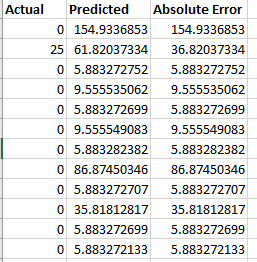 Actual Predicted Absolute Error
0 154.9336853 154.9336853
25 61.82037334 36.82037334
0 5.883272752 5.883272752
0 9.555535062 9.555535062
0 5.883272699 5.883272699
0 9.555549083 9.555549083
0 5.883282382 5.883282382
0 86.87450346 86.87450346
0 5.883272707 5.883272707
0 35.81812817 35.81812817
0 5.883272699 5.883272699
0 5.883272133 5.883272133